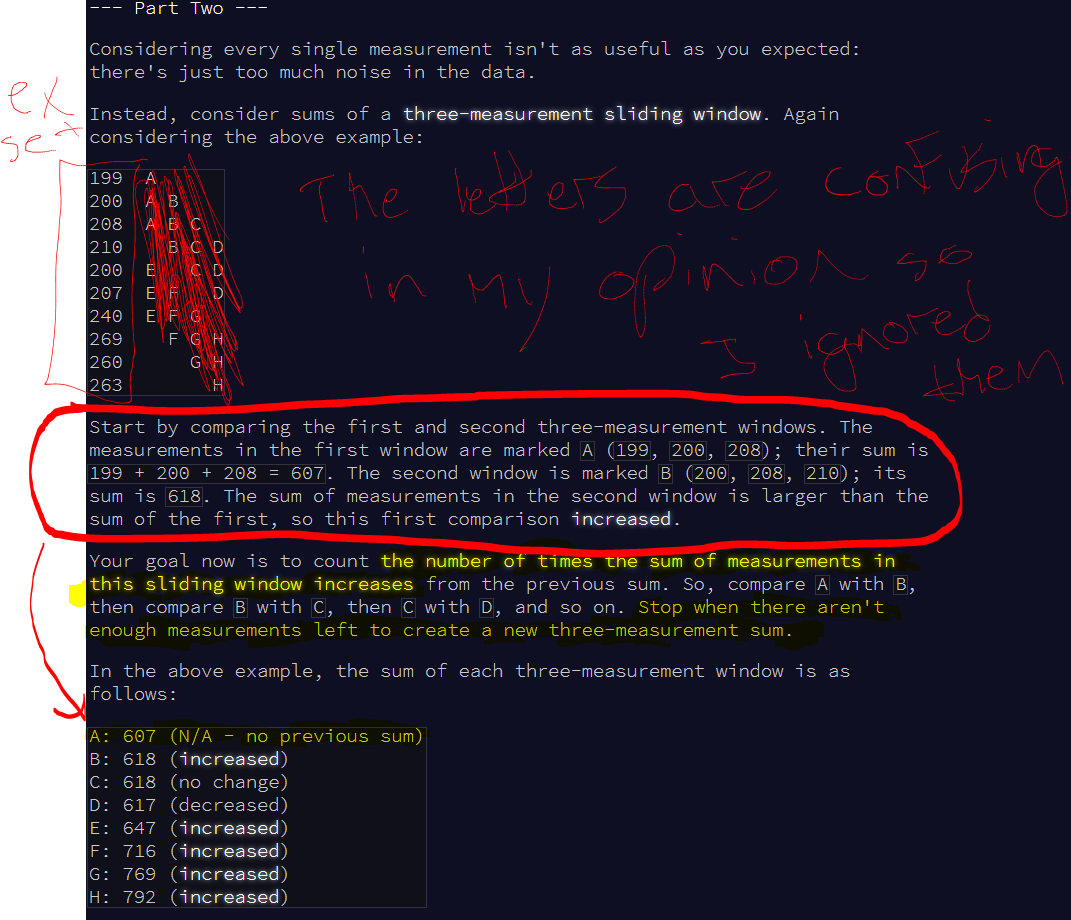 --- Part Two ---
Considering every single measurement isn't as useful as you expected:
there's just too much noise in the data.
Instead, consider sums of a three-measurement sliding window. Again
considering the above example:
ex
set
199 A
200 A B
208 A B C
210 B C D
200 E C D
207 E F D
240 E F G
269 F G H
260 G H
263 H
The letters are confusing
in my opinion so
I ignored
them
Start by comparing the first and second three-measurement windows. The
measurements in the first window are marked A (199, 200, 208); their sum is
199 + 200 + 208 = 607. The second window is marked B (200, 208, 210); its
sum is 618. The sum of measurements in the second window is larger than the
sum of the first, so this first comparison increased.
Your goal now is to count the number of times the sum of measurements in
this sliding window increases from the previous sum. So, compare A with B,
then compare B with C, then C with D, and so on. Stop when there aren't
enough measurements left to create a new three-measurement sum.
In the above example, the sum of each three-measurement window is as
follows:
A: 607 (N/A - no previous sum)
B: 618 (increased)
C: 618 (no change)
D: 617 (decreased)
E: 647 (increased)
F: 716 (increased)
G: 769 (increased)
H: 792 (increased)